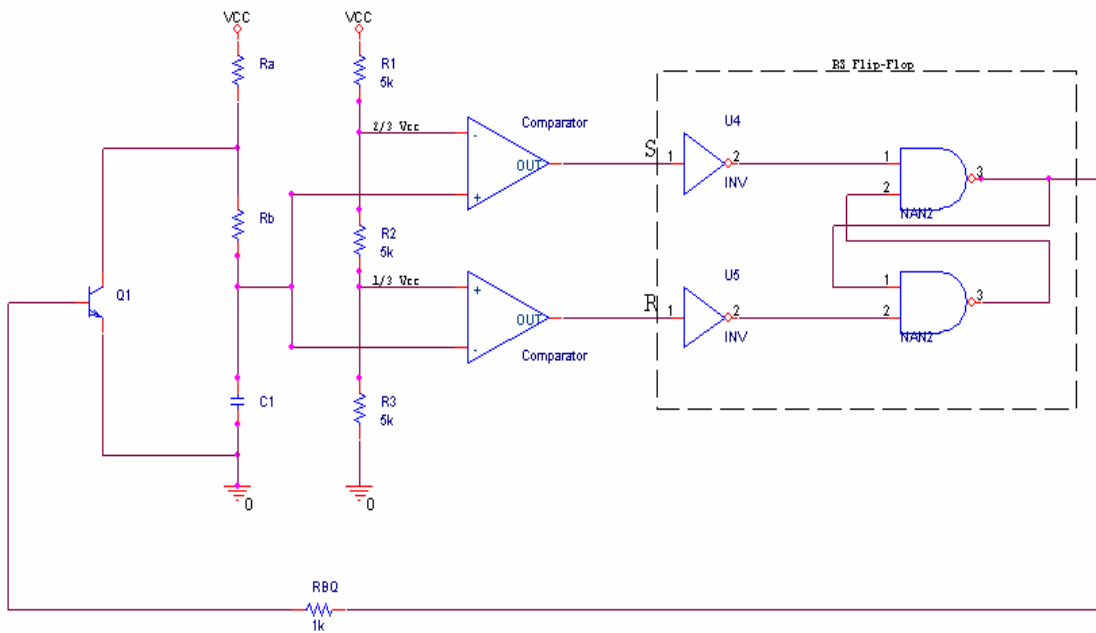 VCC
VCC
Ra
R1
5k
RS Flip-Flop
2/3 Vcc
Comparator
-
+
OUT
S
U4
1
2
INV
1
2
3
NAN2
Rb
R2
5k
1/3 Vcc
+
-
OUT
Comparator
R
U5
1
2
INV
1
2
3
NAN2
Q1
C1
R3
5k
0
0
RBQ
1k